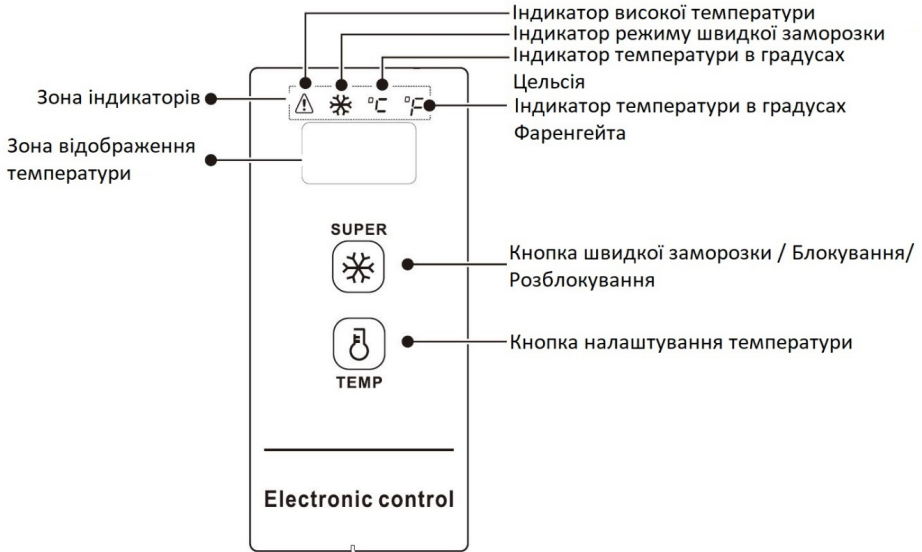 Індикатор високої температури
Індикатор режиму швидкої заморозки
Індикатор температури в градусах
Цельсія
Індикатор температури в градусах
Фаренгейта
Зона індикаторів
°C °F
Зона відображення
температури
SUPER
Кнопка швидкої заморозки / Блокування/
Розблокування
Кнопка налаштування температури
TEMP
Electronic control